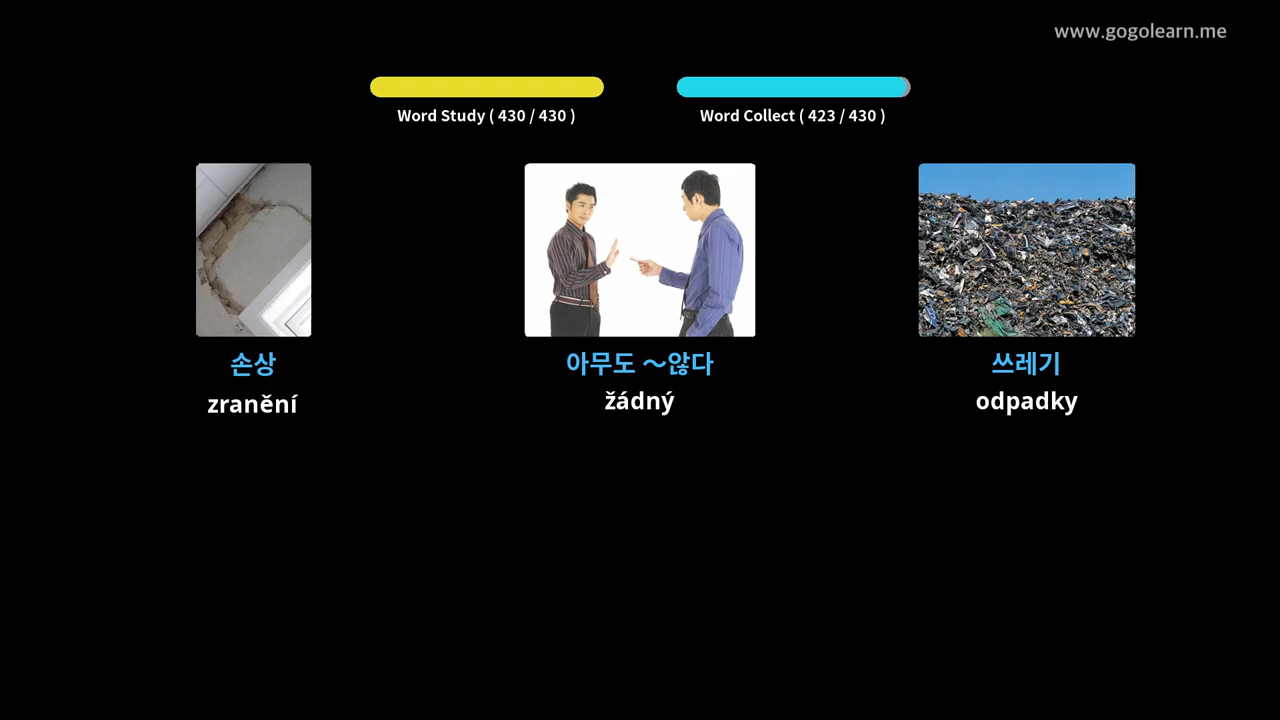 www.gogolearn.me
Word Study ( 430 / 430 )
Word Collect ( 423 / 430 )
손상
zranění
아무도 ～않다
žádný
쓰레기
odpadky